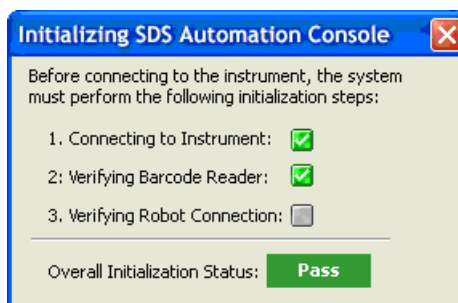 Initializing SDS Automation Console
Before connecting to the instrument, the system
must perform the following initialization steps:
1. Connecting to Instrument:
2: Verifying Barcode Reader:
3. Verifying Robot Connection:
Overall Initialization Status: Pass